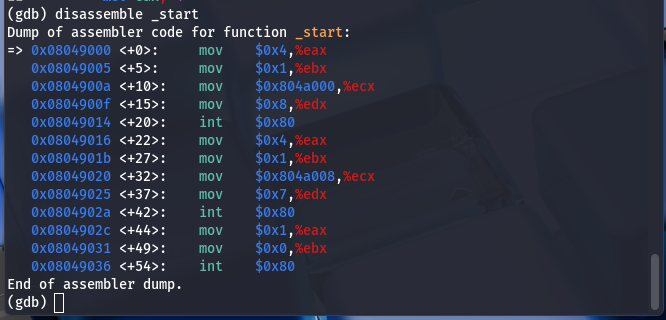 (gdb) disassemble _start
Dump of assembler code for function _start:
=> 0x08049000 <+0>:     mov    $0x4,%eax
   0x08049005 <+5>:     mov    $0x1,%ebx
   0x0804900a <+10>:    mov    $0x804a000,%ecx
   0x0804900f <+15>:    mov    $0x8,%edx
   0x08049014 <+20>:    int    $0x80
   0x08049016 <+22>:    mov    $0x4,%eax
   0x0804901b <+27>:    mov    $0x1,%ebx
   0x08049020 <+32>:    mov    $0x804a008,%ecx
   0x08049025 <+37>:    mov    $0x7,%edx
   0x0804902a <+42>:    int    $0x80
   0x0804902c <+44>:    mov    $0x1,%eax
   0x08049031 <+49>:    mov    $0x0,%ebx
   0x08049036 <+54>:    int    $0x80
End of assembler dump.
(gdb)